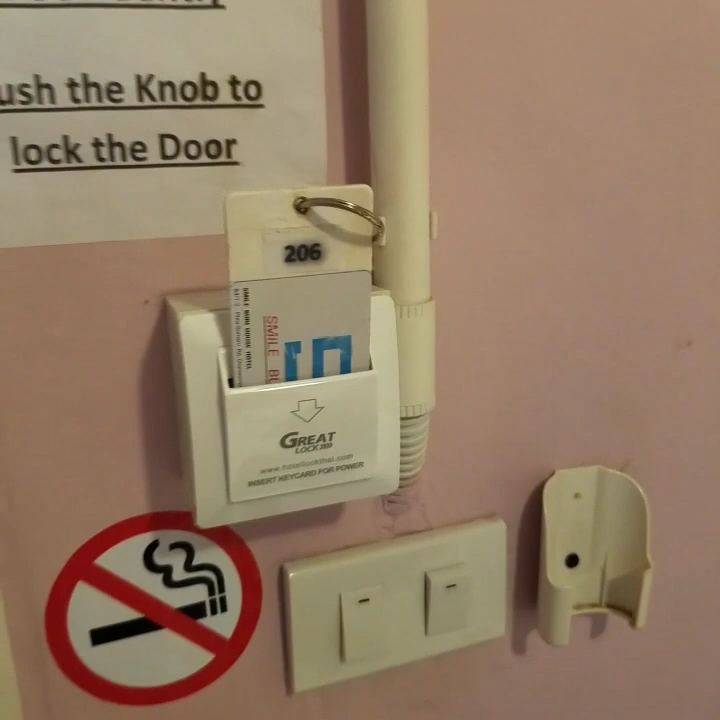 ush the Knob to
lock the Door
206
SMILE
GREAT
LOCK
www.hotellockthai.com
INSERT KEYCARD FOR POWER